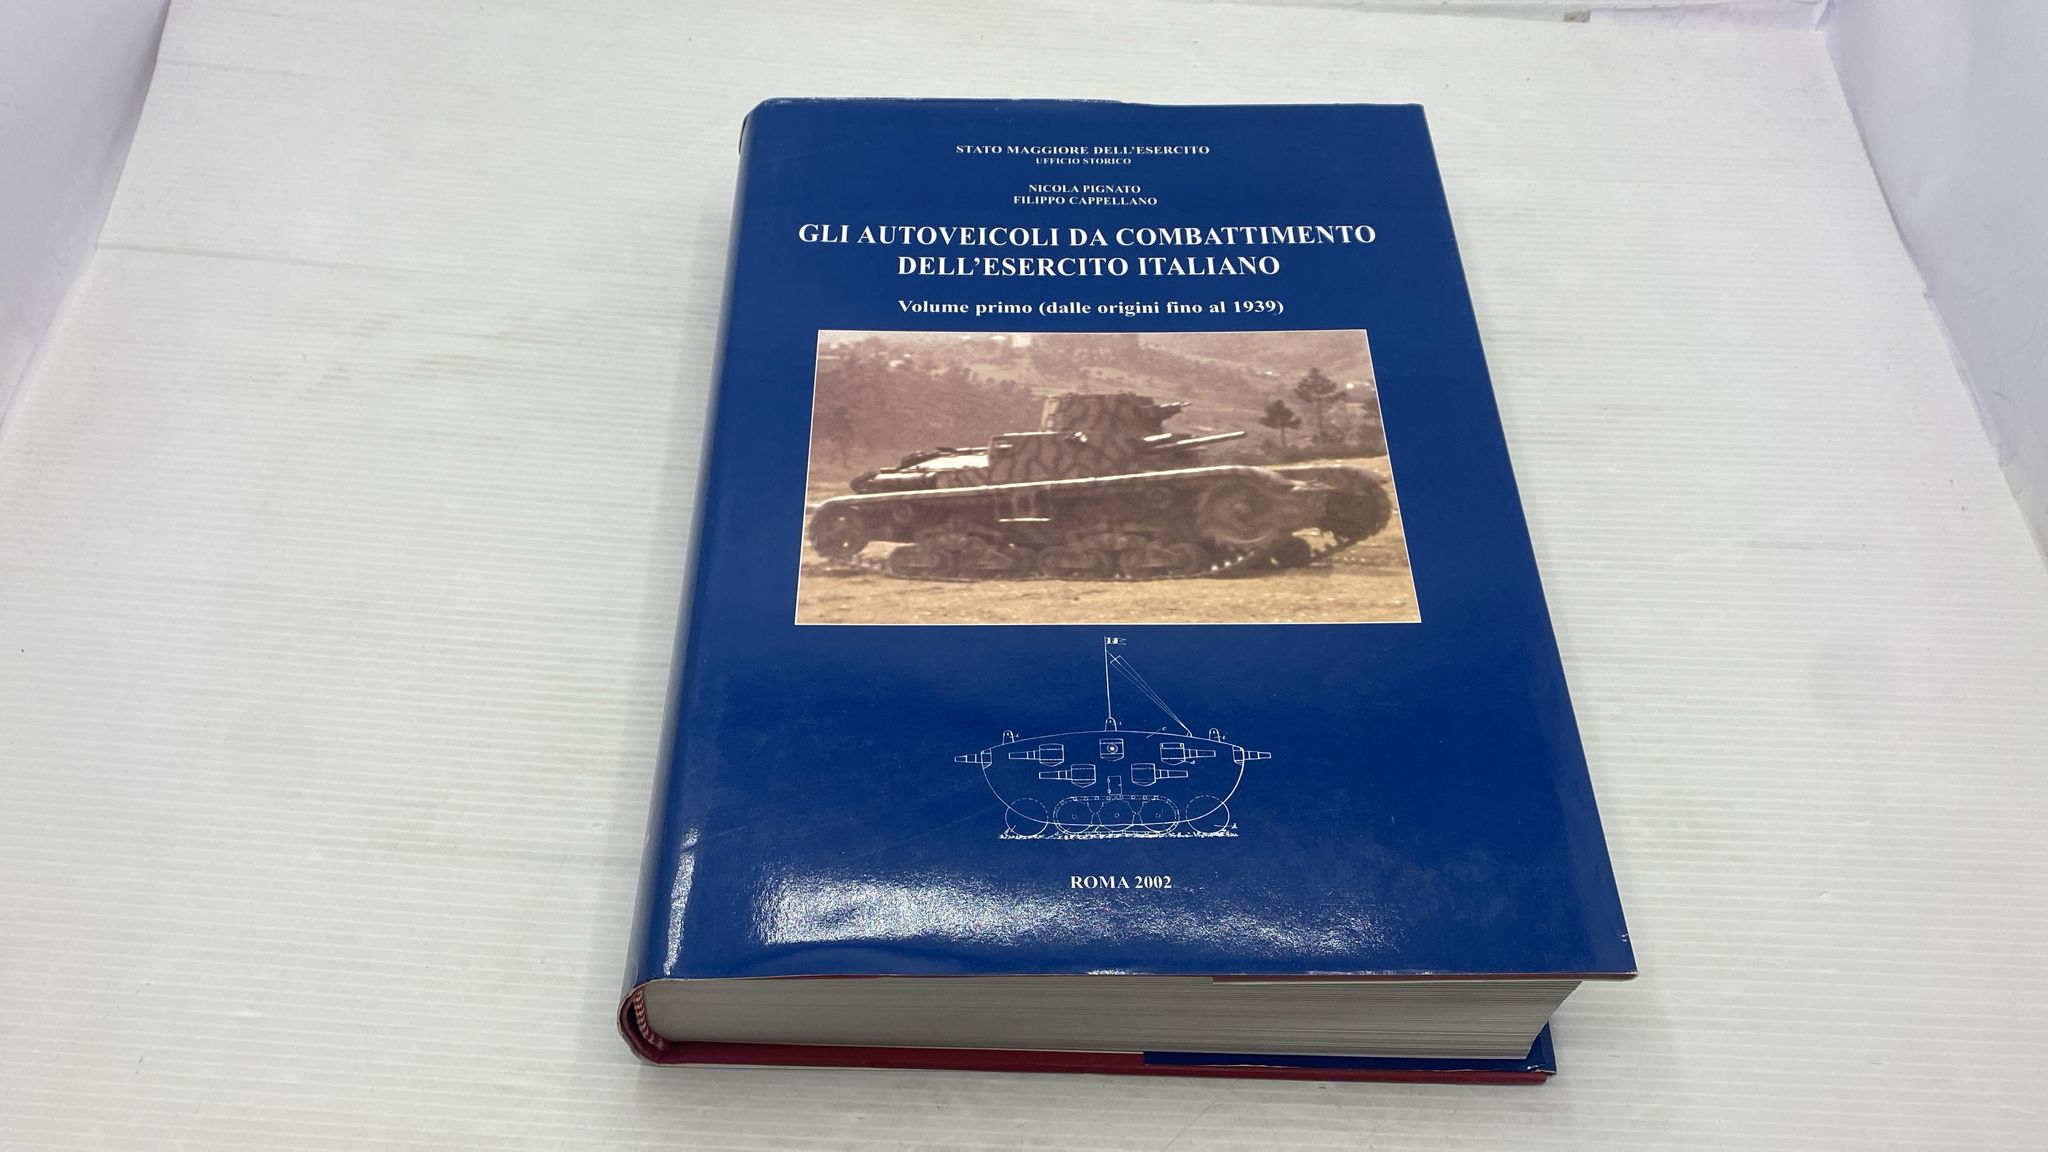 STATO MAGGIORE DELL'ESERCITO
UFFICIO STORICO
NICOLA PIGNATO
FILIPPO CAPPELLANO
GLI AUTOVEICOLI DA COMBATTIMENTO
DELL'ESERCITO ITALIANO
Volume primo (dalle origini fino al 1939)
ROMA 2002